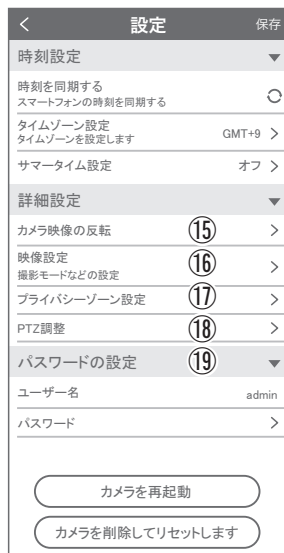 設定 保存
時刻設定
時刻を同期する
スマートフォンの時刻を同期する
タイムゾーン設定
タイムゾーンを設定します GMT+9
サマータイム設定 オフ
詳細設定
カメラ映像の反転 ⑮
映像設定 ⑯
撮影モードなどの設定
プライバシーゾーン設定 ⑰
PTZ調整 ⑱
パスワードの設定 ⑲
ユーザー名 admin
パスワード
カメラを再起動
カメラを削除してリセットします